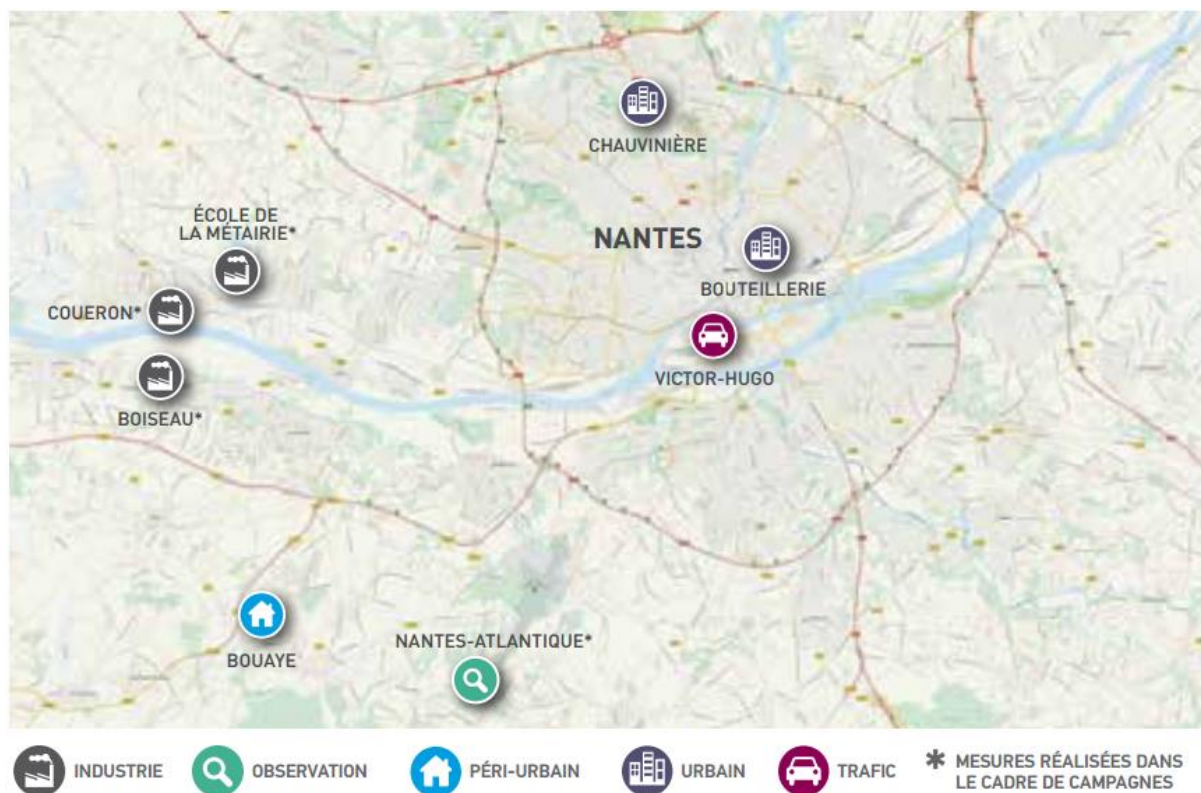 CHAUVINIÈRE
ÉCOLE DE
LA MÉTAIRIE*
NANTES
BOUTEILLERIE
COUERON*
VICTOR-HUGO
BOISEAU*
NANTES-ATLANTIQUE*
BOUAYE
INDUSTRIE
OBSERVATION
PÉRI-URBAIN
URBAIN
TRAFIC
* MESURES RÉALISÉES DANS
LE CADRE DE CAMPAGNES